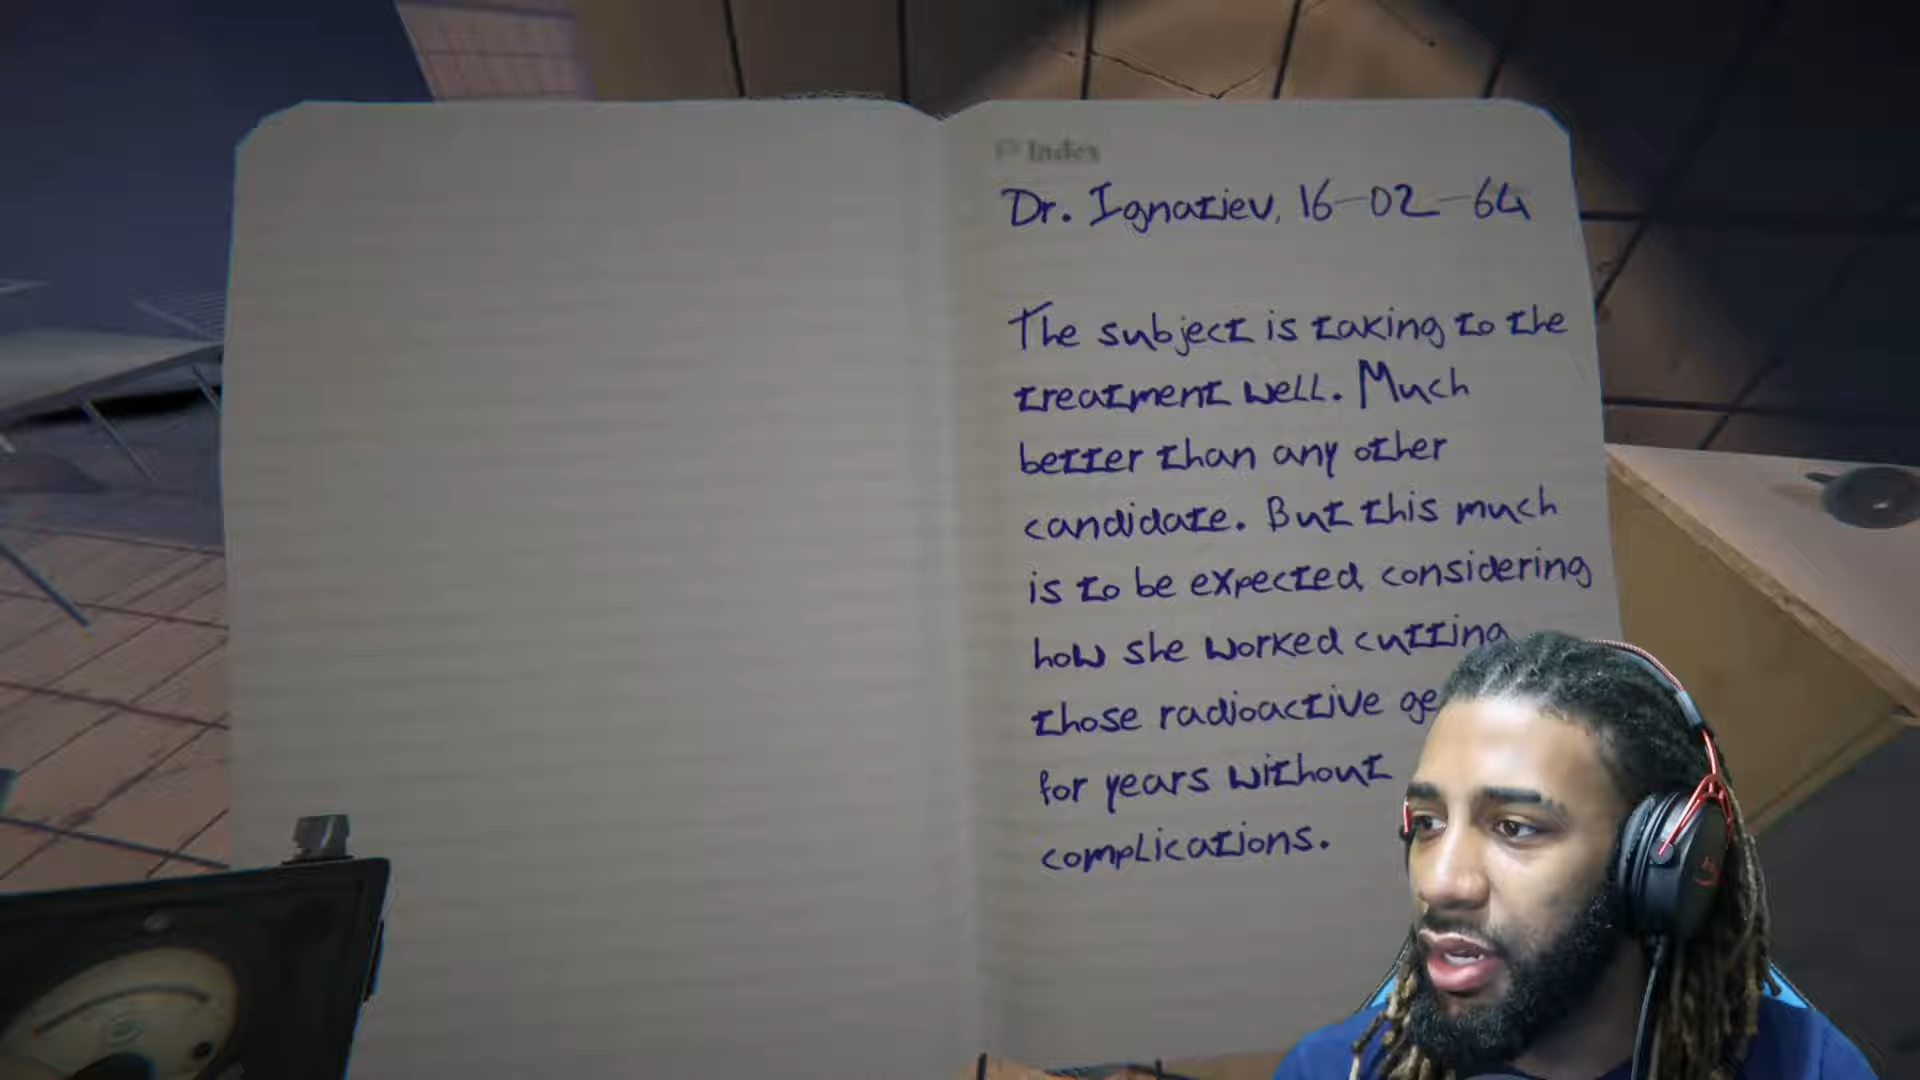 Index
Dr. Ignatiev, 16-02-64
The subject is taking to the
treatment well. Much
better than any other
candidate. But this much
is to be expected, considering
how she worked cutting
those radioactive
for years without
complications.